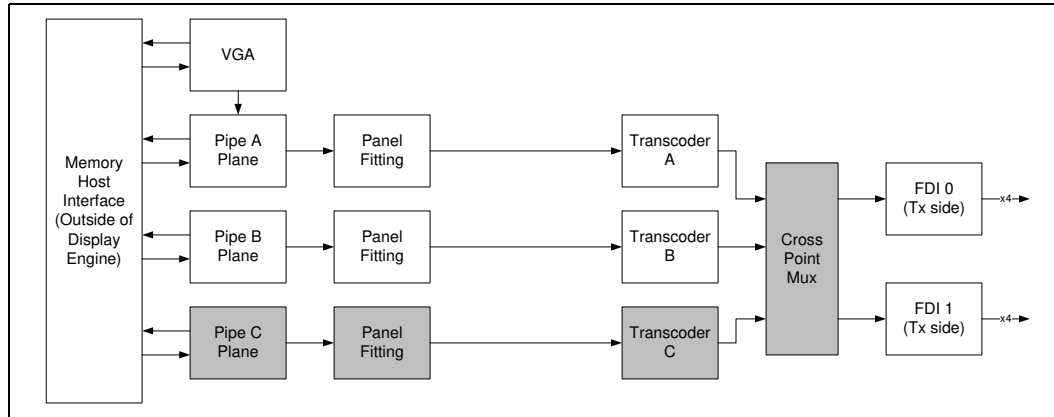 VGA
Memory
Host
Interface
(Outside of
Display
Engine)
Pipe A
Plane
Panel
Fitting
Transcoder
A
Pipe B
Plane
Panel
Fitting
Transcoder
B
Pipe C
Plane
Panel
Fitting
Transcoder
C
Cross
Point
Mux
FDI 0
(Tx side)
x4
FDI 1
(Tx side)
x4